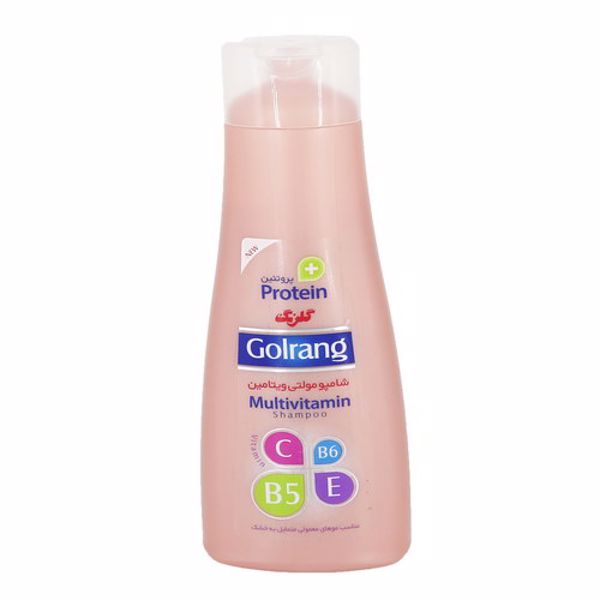 New
پروتئین +
Protein
گلرنگ
Golrang
شامپو مولتی ویتامین
Multivitamin
Shampoo
Vitamin
C B6
B5 E
مناسب موهای معمولی متمایل به خشک